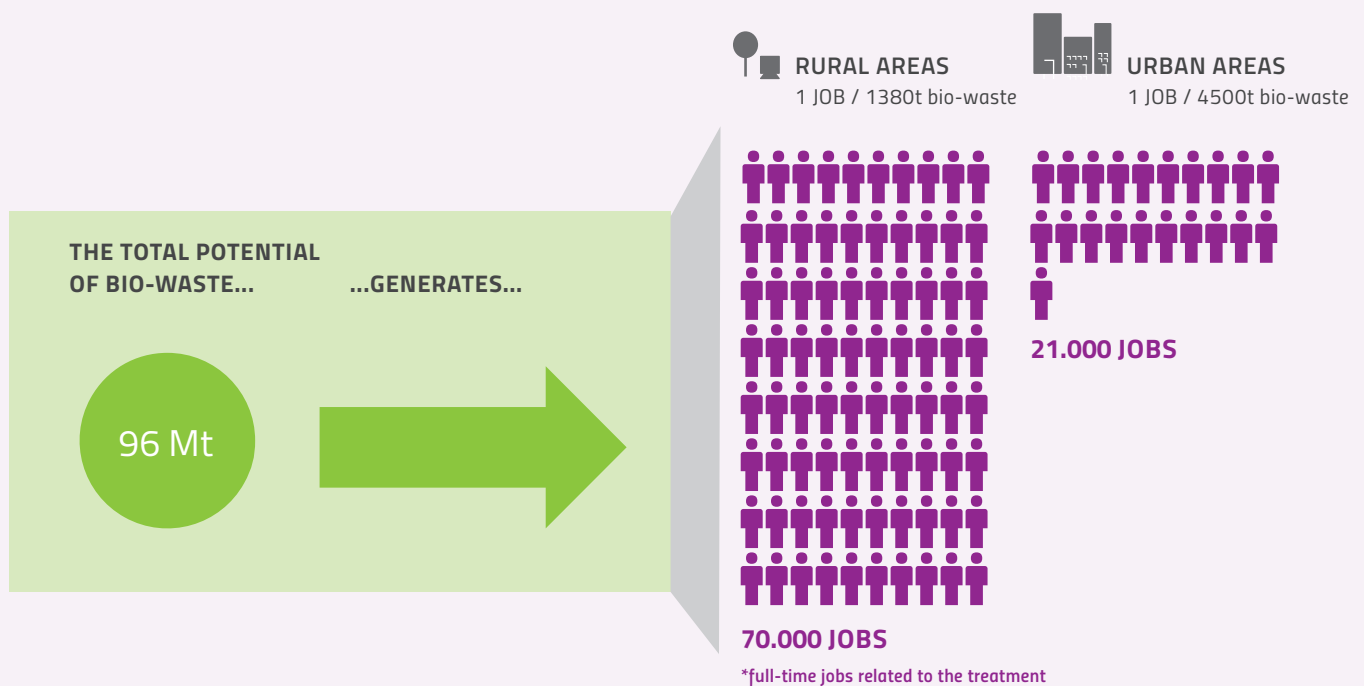 THE TOTAL POTENTIAL
OF BIO-WASTE...
...GENERATES...
96 Mt
RURAL AREAS
1 JOB / 1380t bio-waste
70.000 JOBS
*full-time jobs related to the treatment
URBAN AREAS
1 JOB / 4500t bio-waste
21.000 JOBS